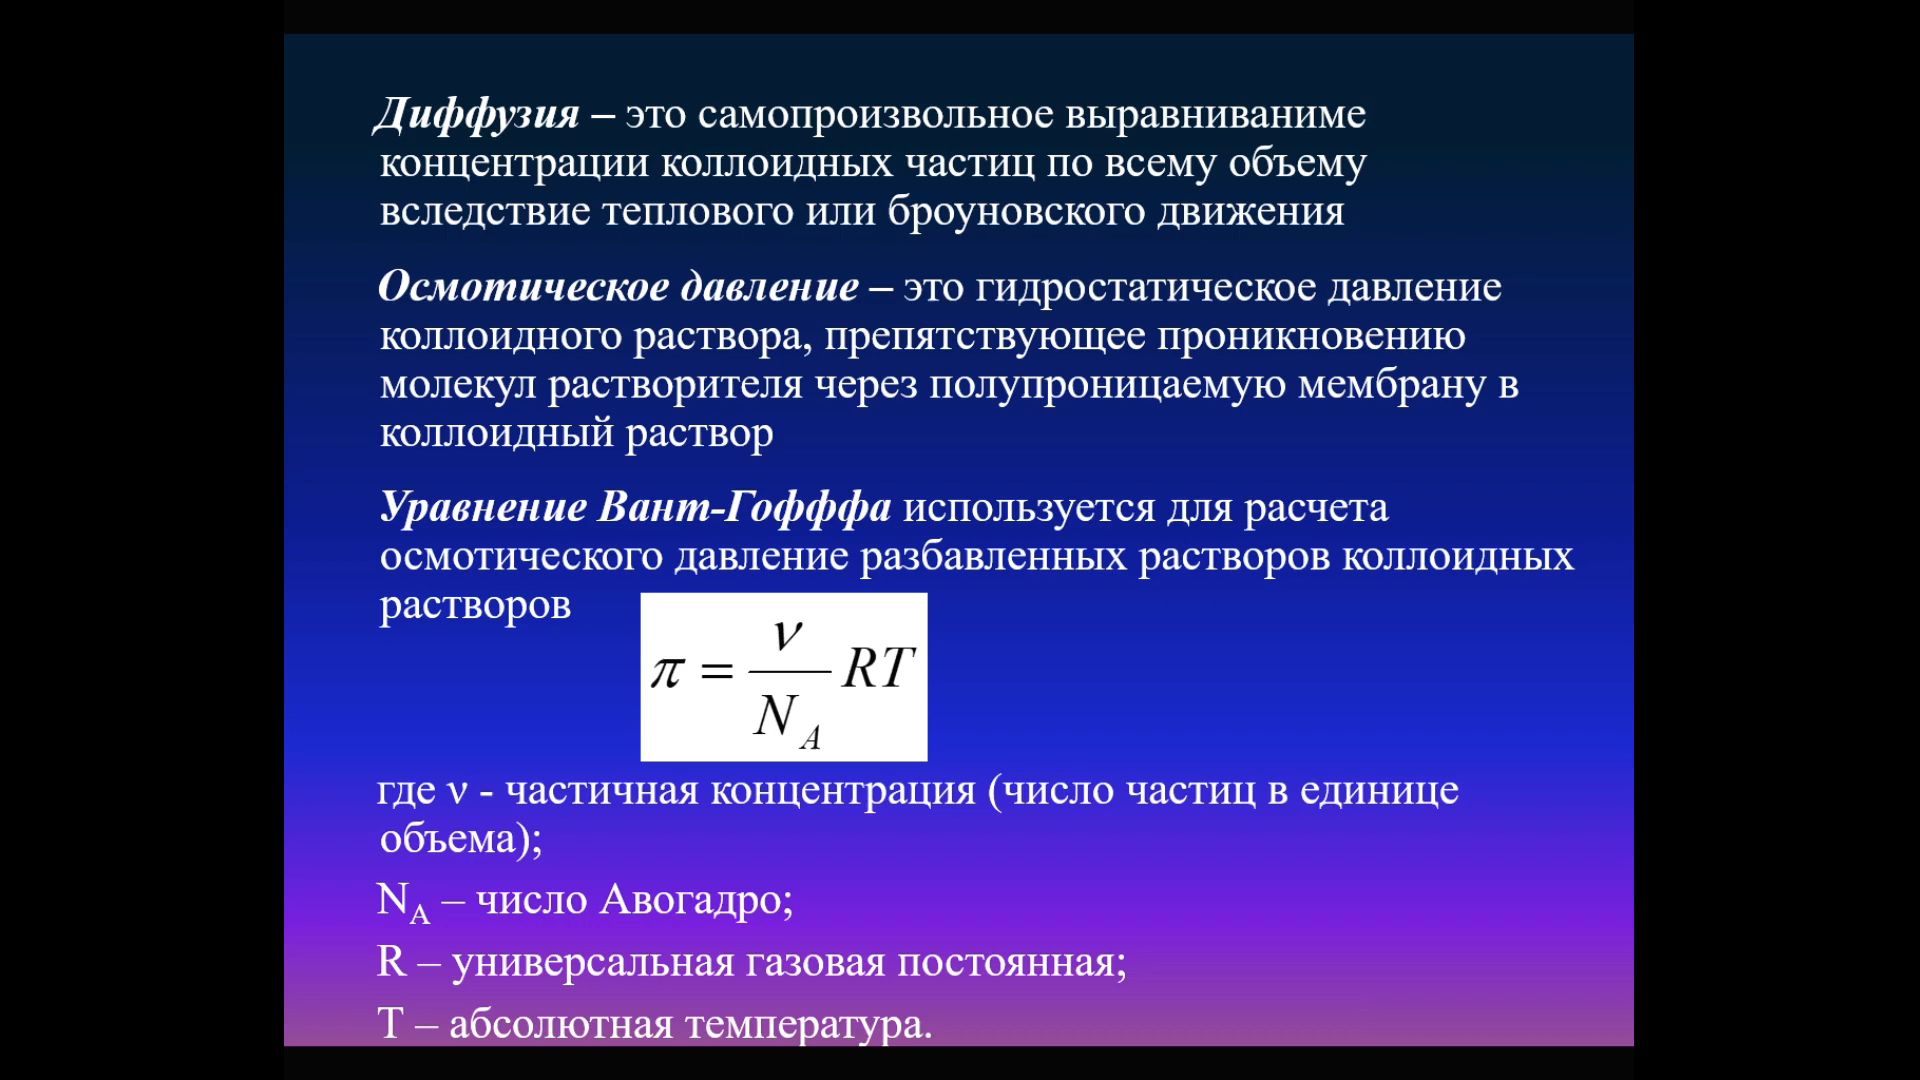 Диффузия – это самопроизвольное выравниваниме
концентрации коллоидных частиц по всему объему
вследствие теплового или броуновского движения
Осмотическое давление – это гидростатическое давление
коллоидного раствора, препятствующее проникновению
молекул растворителя через полупроницаемую мембрану в
коллоидный раствор
Уравнение Вант-Гофффа используется для расчета
осмотического давление разбавленных растворов коллоидных
растворов
π = ν / N_A RT
где ν - частичная концентрация (число частиц в единице
объема);
N_A – число Авогадро;
R – универсальная газовая постоянная;
T – абсолютная температура.